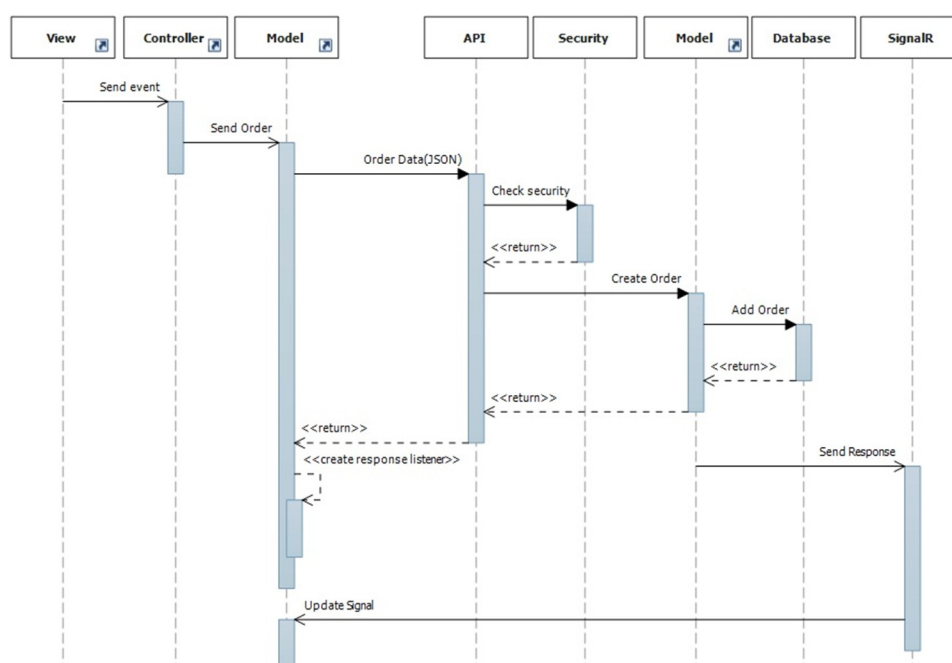 View Controller Model API Security Model Database SignalR
Send event
Send Order
Order Data(JSON)
Check security
<<return>>
Create Order
Add Order
<<return>>
<<return>>
<<return>>
Send Response
<<create response listener>>
Update Signal